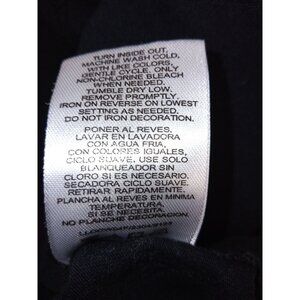 TURN INSIDE OUT.
MACHINE WASH COLD,
WITH LIKE COLORS,
GENTLE CYCLE. ONLY
NON-CHLORINE BLEACH
WHEN NEEDED.
TUMBLE DRY LOW.
REMOVE PROMPTLY.
IRON ON REVERSE ON LOWEST
SETTING AS NEEDED.
DO NOT IRON DECORATION.
PONER AL REVES,
LAVAR EN LAVADORA
CON AGUA FRIA,
CON COLORES IGUALES,
CICLO SUAVE. USE SOLO
BLANQUEADOR SIN
CLORO SI ES NECESARIO.
SECADORA CICLO SUAVE.
RETIRAR RAPIDAMENTE.
PLANCHA AL REVES EN MINIMA
TEMPERATURA,
SI SE NECESITA.
NO PLANCHE DECORACION.